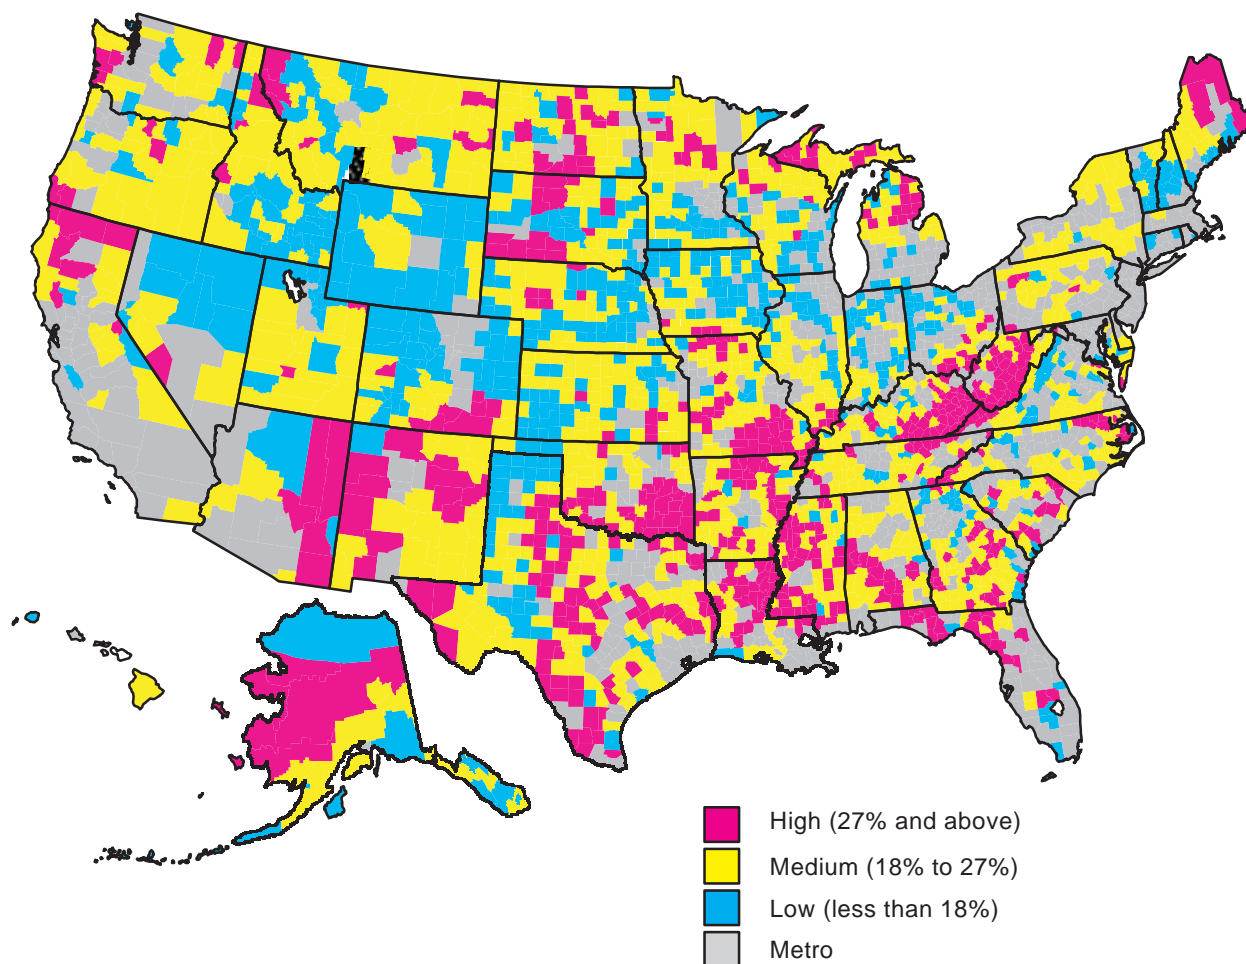 High (27% and above)
Medium (18% to 27%)
Low (less than 18%)
Metro